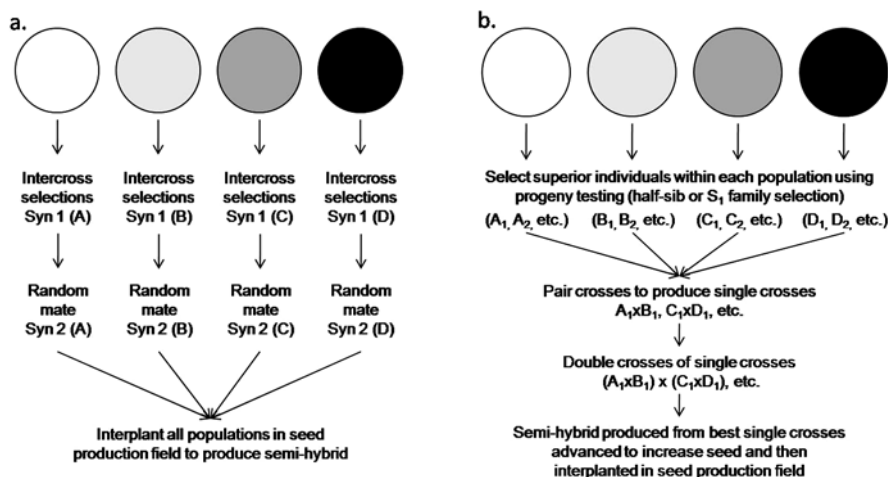 a.
Intercross selections Syn 1 (A)
Intercross selections Syn 1 (B)
Intercross selections Syn 1 (C)
Intercross selections Syn 1 (D)
Random mate Syn 2 (A)
Random mate Syn 2 (B)
Random mate Syn 2 (C)
Random mate Syn 2 (D)
Interplant all populations in seed
production field to produce semi-hybrid
b.
Select superior individuals within each population using
progeny testing (half-sib or S₁ family selection)
(A₁, A₂, etc.) (B₁, B₂, etc.) (C₁, C₂, etc.) (D₁, D₂, etc.)
Pair crosses to produce single crosses
A₁xB₁, C₁xD₁, etc.
Double crosses of single crosses
(A₁xB₁) x (C₁xD₁), etc.
Semi-hybrid produced from best single crosses
advanced to increase seed and then
interplanted in seed production field